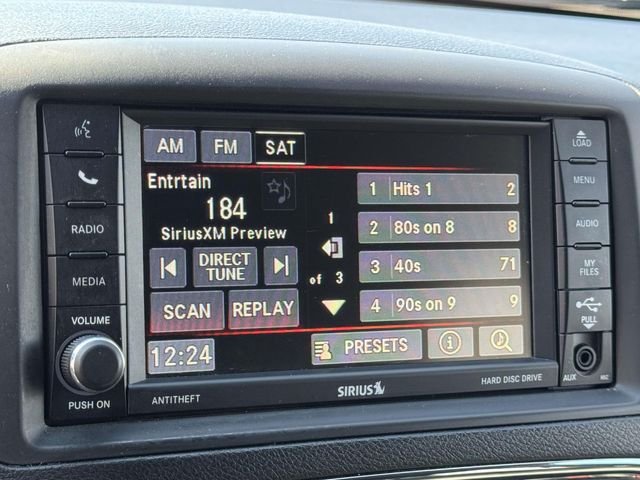 AM FM SAT
LOAD
Entrtain
184
SiriusXM Preview
DIRECT
TUNE
SCAN REPLAY
12:24
1
of 3
1 Hits 1 2
2 80s on 8 8
3 40s 71
4 90s on 9 9
PRESETS
RADIO
MEDIA
VOLUME
PUSH ON
MENU
AUDIO
MY
FILES
PULL
AUX
ANTITHEFT
SIRIUS
HARD DISC DRIVE